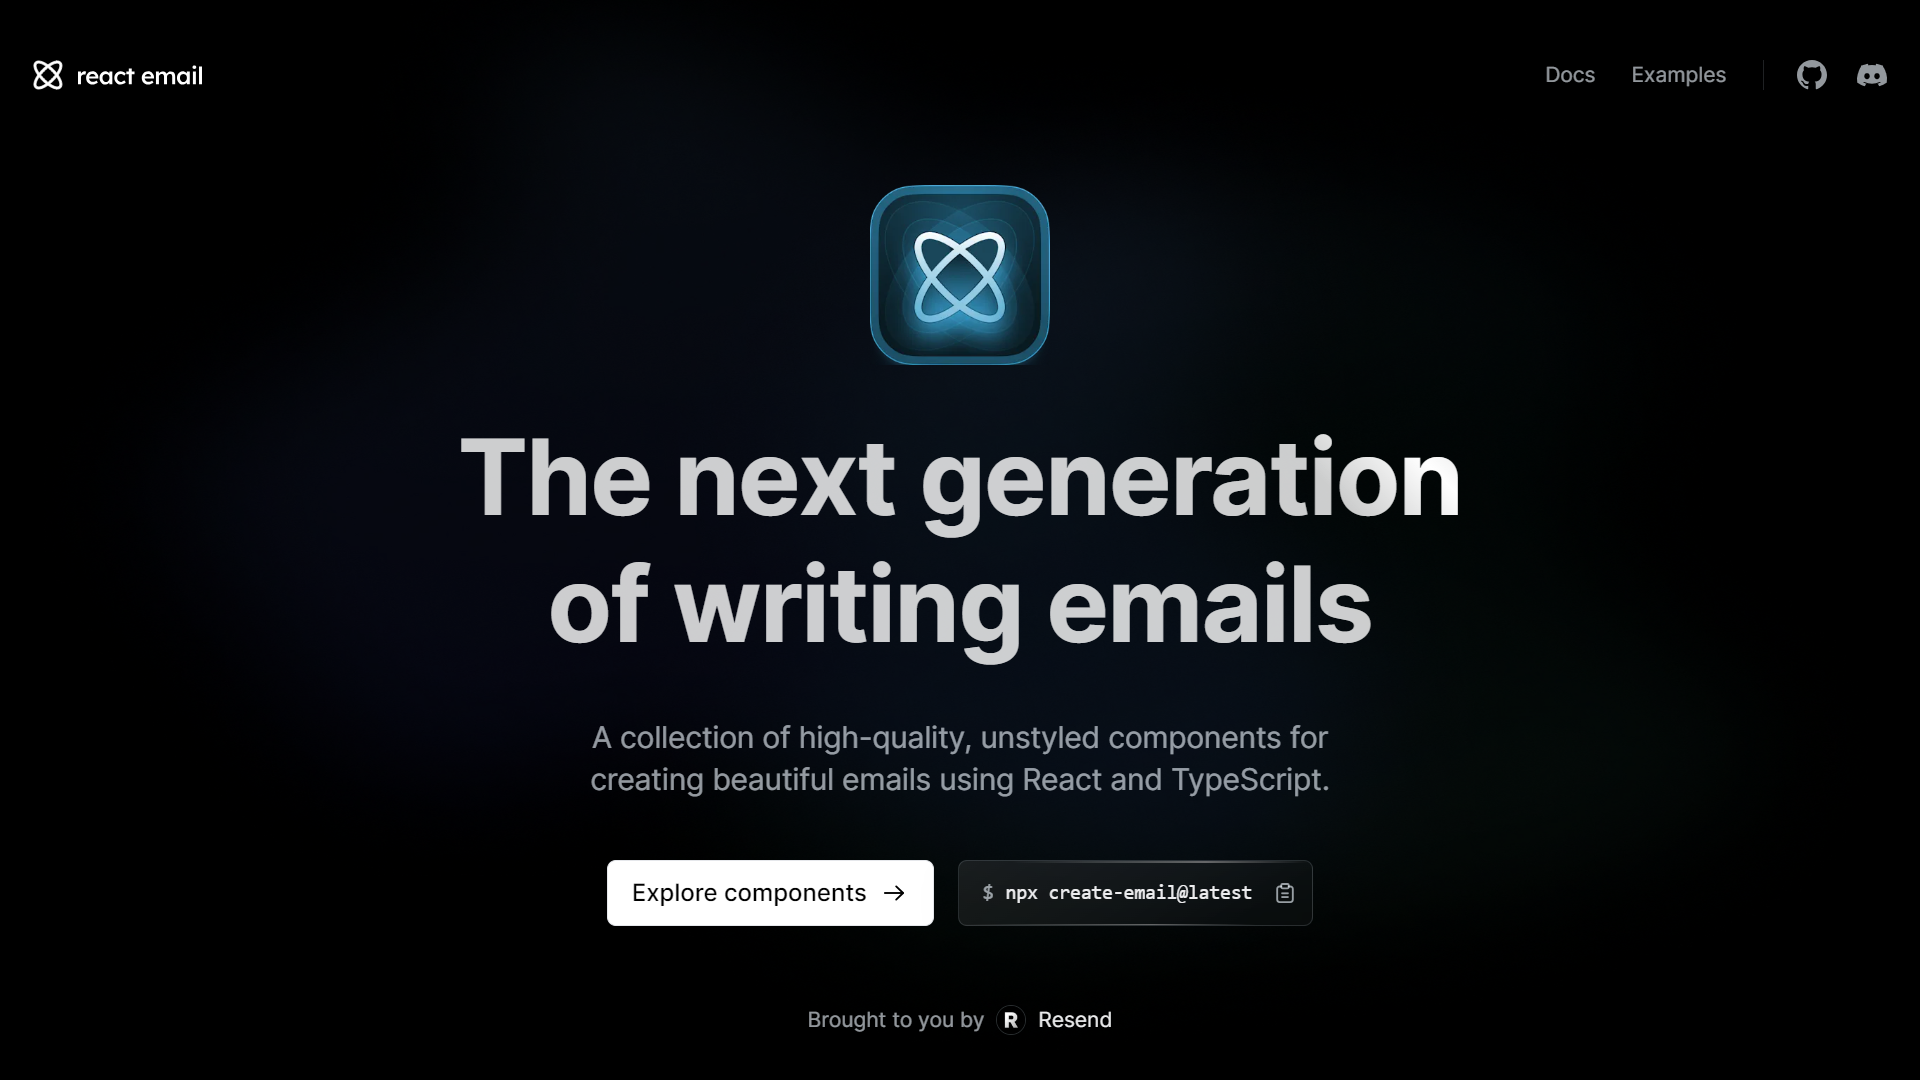 react email
Docs
Examples
The next generation
of writing emails
A collection of high-quality, unstyled components for
creating beautiful emails using React and TypeScript.
Explore components →
$ npx create-email@latest
Brought to you by R Resend